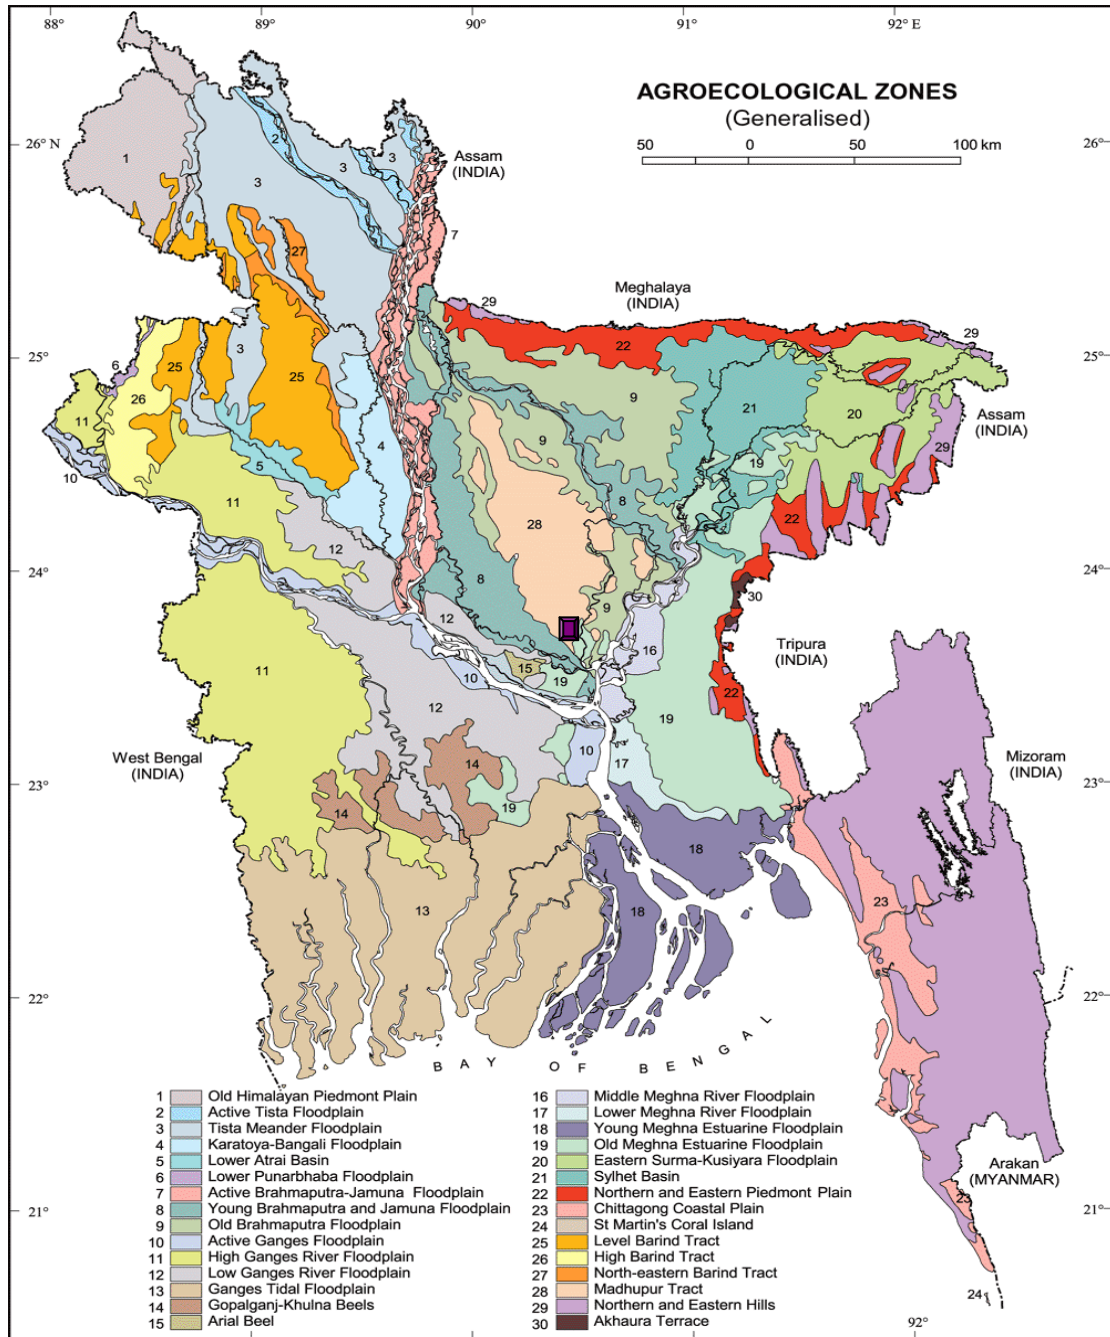 88°
89°
90°
91°
92° E
AGROECOLOGICAL ZONES
(Generalised)
50 0 50 100 km
26° N
26°
Assam
(INDIA)
1
2
3
3
3
7
27
Meghalaya
(INDIA)
29
29
22
25°
25°
6
3
25
25
26
11
10
5
4
9
9
21
20
Assam
(INDIA)
29
19
11
8
28
22
12
24°
24°
8
9
30
12
16
Tripura
(INDIA)
15
19
10
11
12
22
19
10
17
West Bengal
(INDIA)
Mizoram
(INDIA)
14
23°
23°
14
19
18
13
18
23
22°
22°
BAY OF BENGAL
1 Old Himalayan Piedmont Plain
2 Active Tista Floodplain
3 Tista Meander Floodplain
4 Karatoya-Bangali Floodplain
5 Lower Atrai Basin
6 Lower Punarbhaba Floodplain
7 Active Brahmaputra-Jamuna Floodplain
8 Young Brahmaputra and Jamuna Floodplain
9 Old Brahmaputra Floodplain
10 Active Ganges Floodplain
11 High Ganges River Floodplain
12 Low Ganges River Floodplain
13 Ganges Tidal Floodplain
14 Gopalganj-Khulna Beels
15 Arial Beel
16 Middle Meghna River Floodplain
17 Lower Meghna River Floodplain
18 Young Meghna Estuarine Floodplain
19 Old Meghna Estuarine Floodplain
20 Eastern Surma-Kusiyara Floodplain
21 Sylhet Basin
22 Northern and Eastern Piedmont Plain
23 Chittagong Coastal Plain
24 St Martin's Coral Island
25 Level Barind Tract
26 High Barind Tract
27 North-eastern Barind Tract
28 Madhupur Tract
29 Northern and Eastern Hills
30 Akhaura Terrace
Arakan
(MYANMAR)
23
21°
21°
24
92°